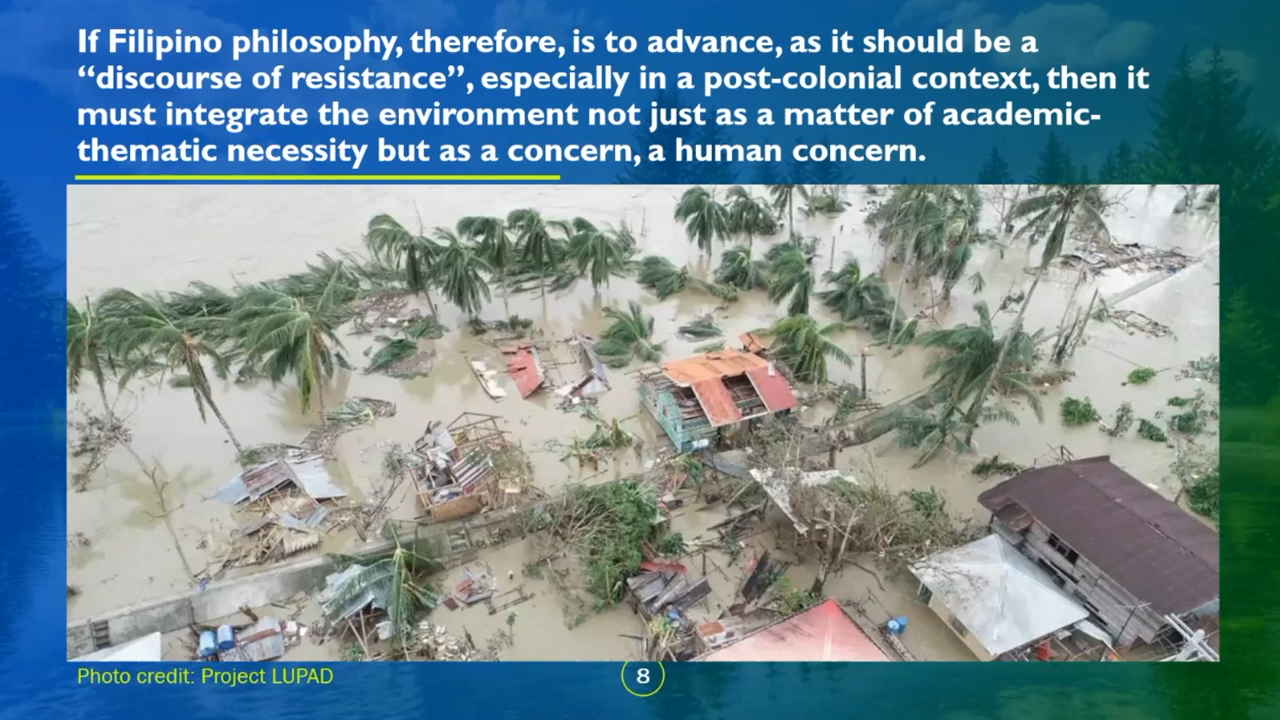 If Filipino philosophy, therefore, is to advance, as it should be a
“discourse of resistance”, especially in a post-colonial context, then it
must integrate the environment not just as a matter of academic-
thematic necessity but as a concern, a human concern.
Photo credit: Project LUPAD
8